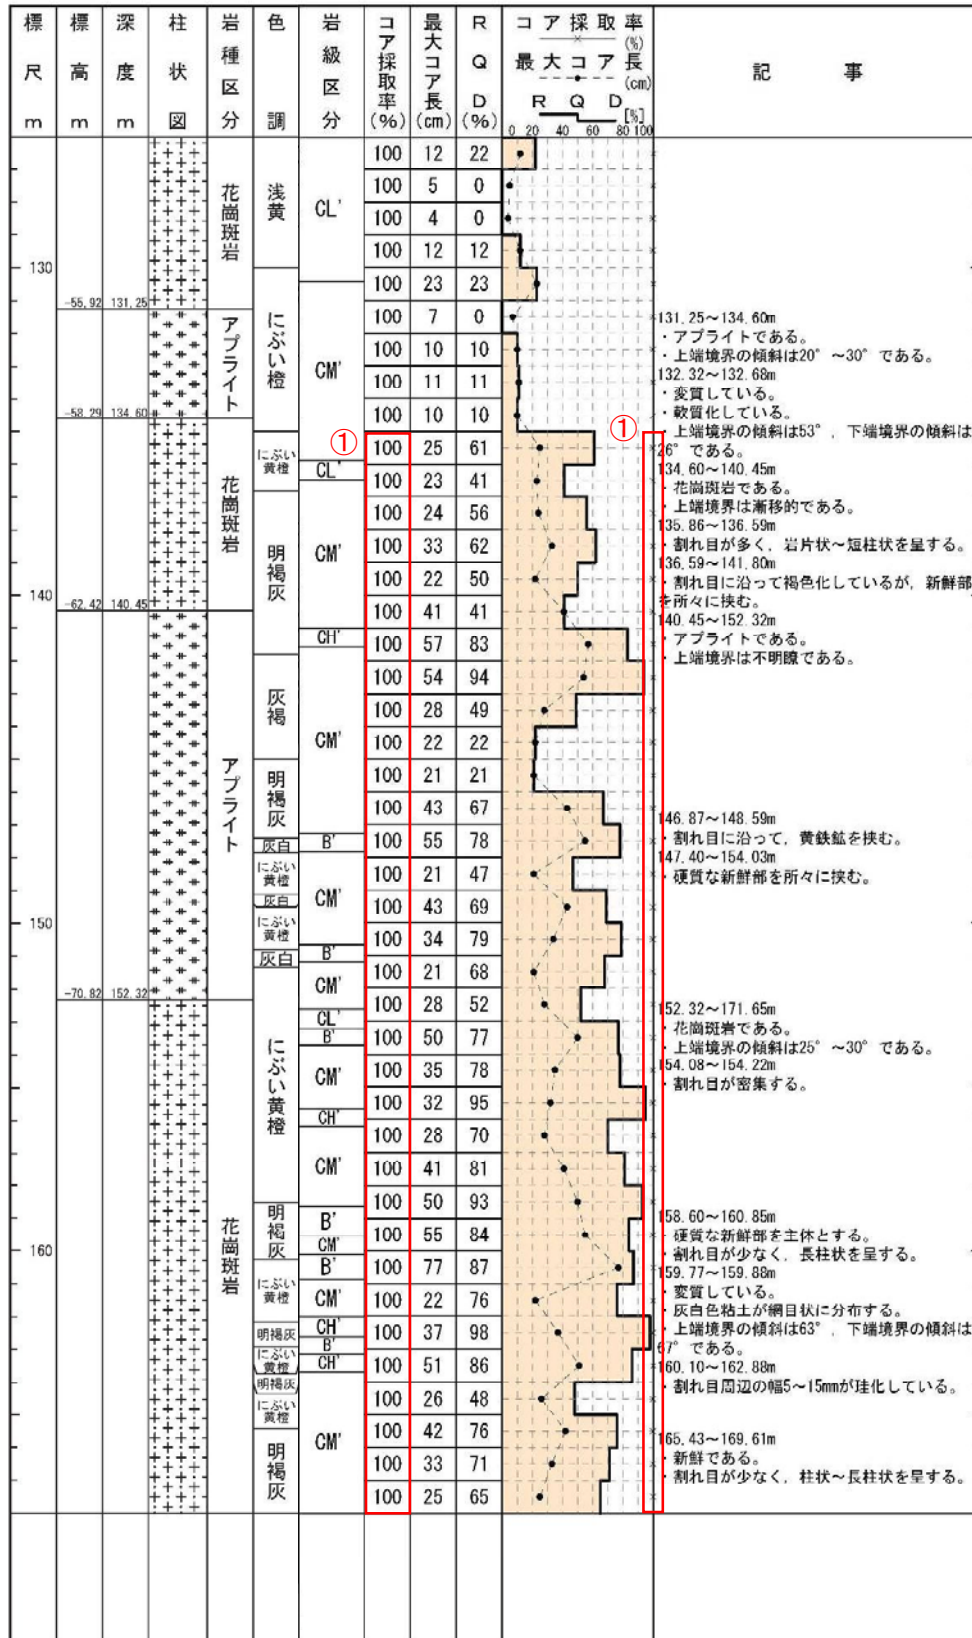 標尺m
標高m
深度m
柱状図
岩種区分
色調
岩級区分
コア採取率(%)
最大コア長(cm)
RQD(%)
コア採取率(%)
最大コア長(cm)
RQD[%]
0 20 40 60 80 100
記事
100 12 22
100 5 0
100 4 0
100 12 12
100 23 23
100 7 0
100 10 10
100 11 11
100 10 10
① ①
100 25 61
100 23 41
100 24 56
100 33 62
100 22 50
100 41 41
100 57 83
100 54 94
100 28 49
100 22 22
100 21 21
100 43 67
100 55 78
100 21 47
100 43 69
100 34 79
100 21 68
100 28 52
100 50 77
100 35 78
100 32 95
100 28 70
100 41 81
100 50 93
100 55 84
100 77 87
100 22 76
100 37 98
100 51 86
100 26 48
100 42 76
100 33 71
100 25 65
130
140
150
160
-55.92 131.25
-58.29 134.60
-62.42 140.45
-70.82 152.32
花崗斑岩
アプライト
花崗斑岩
アプライト
花崗斑岩
浅黄
にぶい橙
にぶい黄橙
明褐灰
灰褐
明褐灰
灰白
にぶい黄橙
灰白
にぶい黄橙
灰白
にぶい黄橙
明褐灰
にぶい黄橙
明褐灰
にぶい黄橙
明褐灰
にぶい黄橙
明褐灰
CL'
CM'
CL'
CM'
CH'
CM'
B'
CM'
B'
CM'
CL'
B'
CM'
CH'
CM'
B'
CM'
B'
CM'
CH'
B'
CH'
CM'
131.25～134.60m
・アプライトである。
・上端境界の傾斜は20°～30°である。
132.32～132.68m
・変質している。
・軟質化している。
・上端境界の傾斜は53°，下端境界の傾斜は
26°である。
134.60～140.45m
・花崗斑岩である。
・上端境界は漸移的である。
135.86～136.59m
・割れ目が多く，岩片状～短柱状を呈する。
136.59～141.80m
・割れ目に沿って褐色化しているが，新鮮部
を所々に挟む。
140.45～152.32m
・アプライトである。
・上端境界は不明瞭である。
146.87～148.59m
・割れ目に沿って，黄鉄鉱を挟む。
147.40～154.03m
・硬質な新鮮部を所々に挟む。
152.32～171.65m
・花崗斑岩である。
・上端境界の傾斜は25°～30°である。
154.08～154.22m
・割れ目が密集する。
158.60～160.85m
・硬質な新鮮部を主体とする。
・割れ目が少なく，長柱状を呈する。
159.77～159.88m
・変質している。
・灰白色粘土が網目状に分布する。
・上端境界の傾斜は63°，下端境界の傾斜は
67°である。
160.10～162.88m
・割れ目周辺の幅5～15mmが珪化している。
165.43～169.61m
・新鮮である。
・割れ目が少なく，柱状～長柱状を呈する。